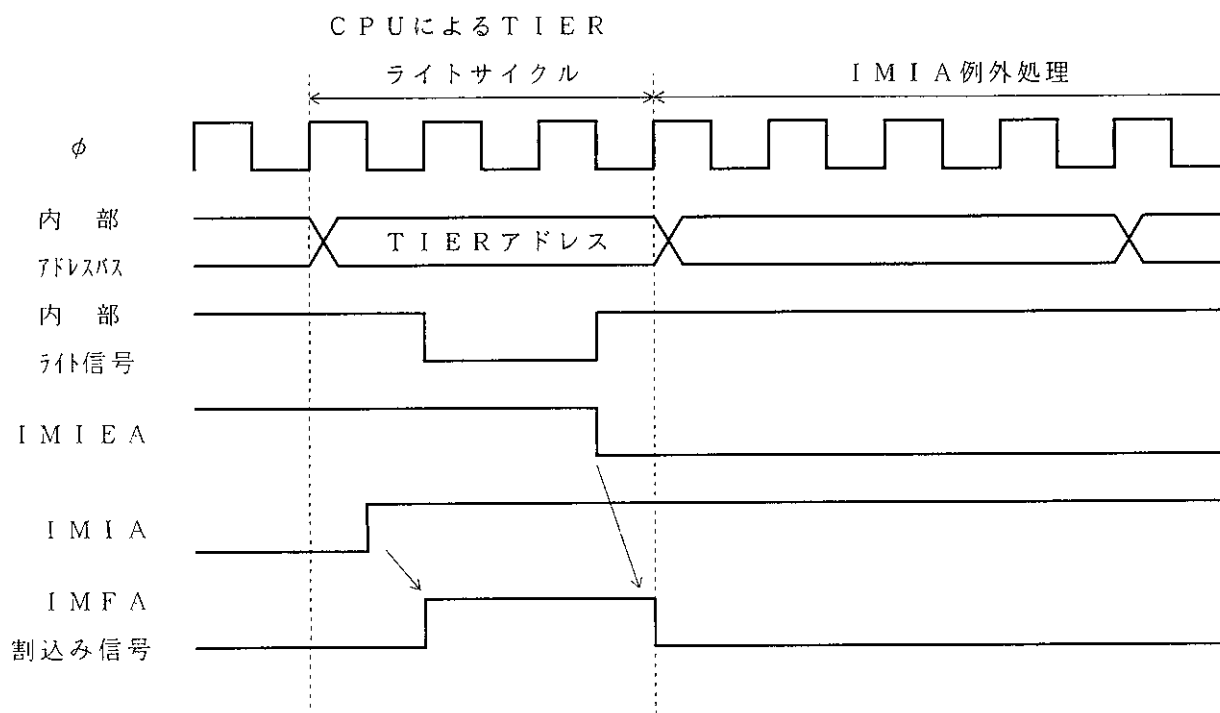 CPUによるTIER
ライトサイクル
IMIA例外処理
φ
内 部
アドレスバス
TIERアドレス
内 部
ライト信号
IMIEA
IMIA
IMFA
割込み信号